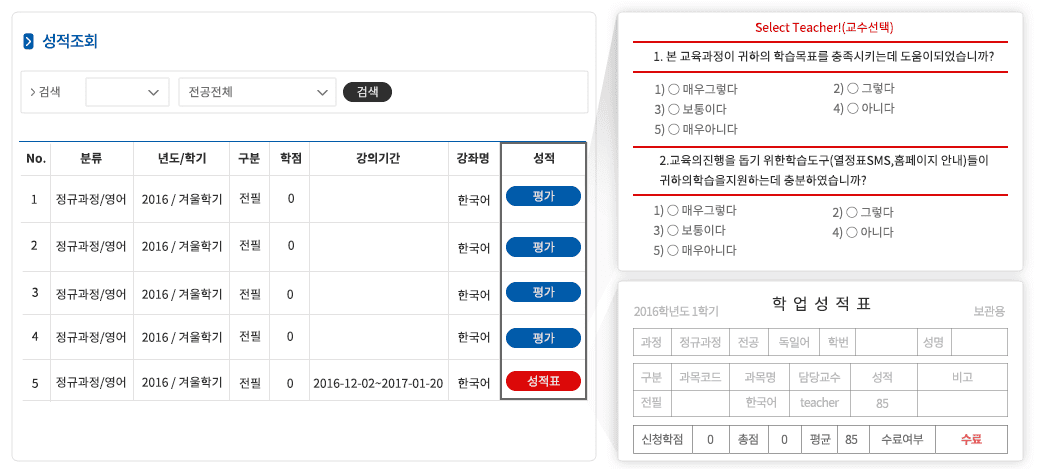 성적조회
검색 전공전체 검색
No. 분류 년도/학기 구분 학점 강의기간 강좌명 성적
1 정규과정/영어 2016 / 겨울학기 전필 0 한국어 평가
2 정규과정/영어 2016 / 겨울학기 전필 0 한국어 평가
3 정규과정/영어 2016 / 겨울학기 전필 0 한국어 평가
4 정규과정/영어 2016 / 겨울학기 전필 0 한국어 평가
5 정규과정/영어 2016 / 겨울학기 전필 0 2016-12-02~2017-01-20 한국어 성적표
Select Teacher!(교수선택)
1. 본 교육과정이 귀하의 학습목표를 충족시키는데 도움이되었습니까?
1) ○ 매우그렇다 2) ○ 그렇다
3) ○ 보통이다 4) ○ 아니다
5) ○ 매우아니다
2.교육의진행을 돕기 위한학습도구(열정표SMS,홈페이지 안내)들이
귀하의학습을지원하는데 충분하였습니까?
1) ○ 매우그렇다 2) ○ 그렇다
3) ○ 보통이다 4) ○ 아니다
5) ○ 매우아니다
학업성적표
2016학년도 1학기 보관용
과정 정규과정 전공 독일어 학번 성명
구분 과목코드 과목명 담당교수 성적 비고
전필 한국어 teacher 85
신청학점 0 총점 0 평균 85 수료여부 수료